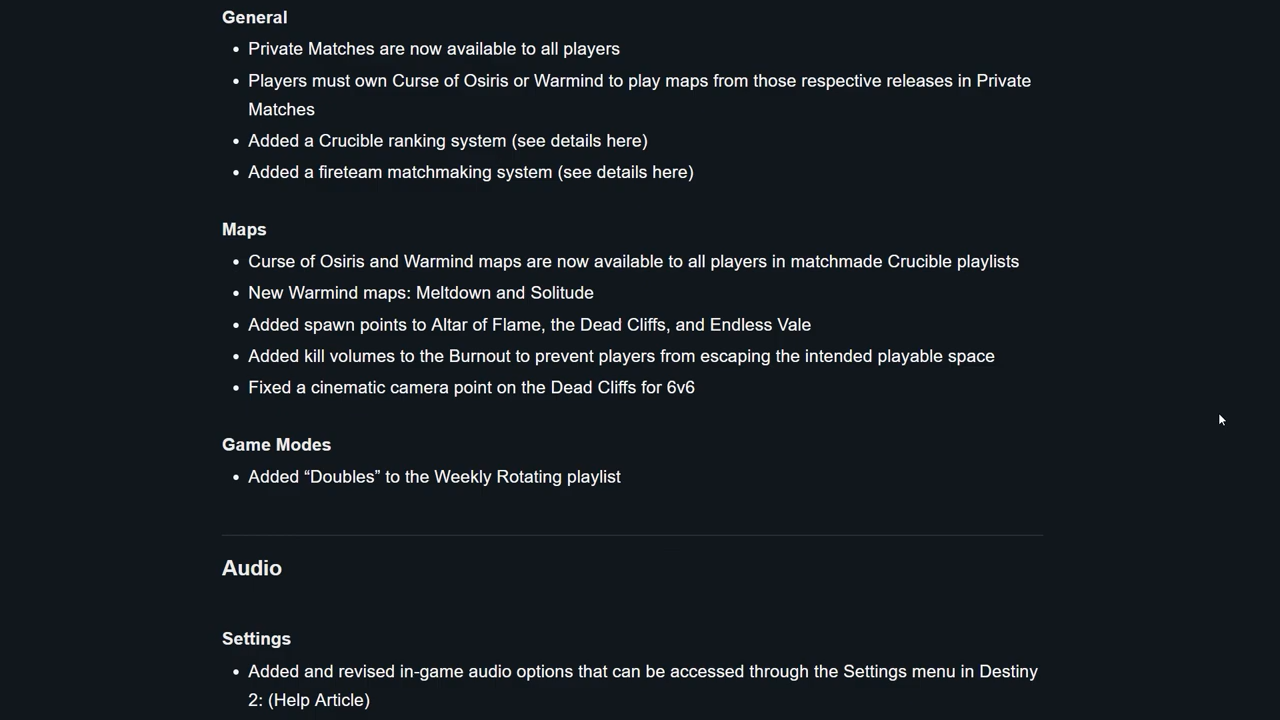 General
• Private Matches are now available to all players
• Players must own Curse of Osiris or Warmind to play maps from those respective releases in Private
Matches
• Added a Crucible ranking system (see details here)
• Added a fireteam matchmaking system (see details here)
Maps
• Curse of Osiris and Warmind maps are now available to all players in matchmade Crucible playlists
• New Warmind maps: Meltdown and Solitude
• Added spawn points to Altar of Flame, the Dead Cliffs, and Endless Vale
• Added kill volumes to the Burnout to prevent players from escaping the intended playable space
• Fixed a cinematic camera point on the Dead Cliffs for 6v6
Game Modes
• Added “Doubles” to the Weekly Rotating playlist
Audio
Settings
• Added and revised in-game audio options that can be accessed through the Settings menu in Destiny
2: (Help Article)